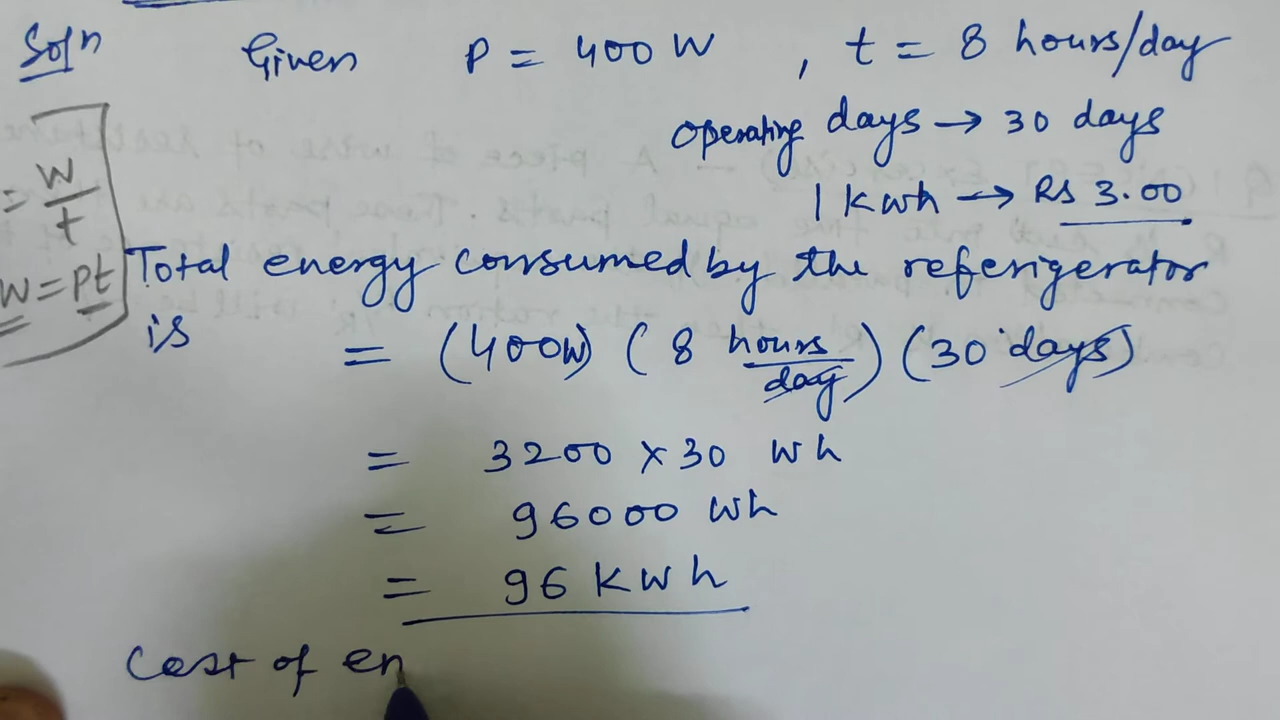 Soln Given P = 400 W , t = 8 hours/day
operating days → 30 days
1 kwh → Rs 3.00
= W/t
W = Pt
Total energy consumed by the referigerator
is
= (400W) (8 hours/day) (30 days)
= 3200 × 30 Wh
= 96000 Wh
= 96 KWh
Cost of en